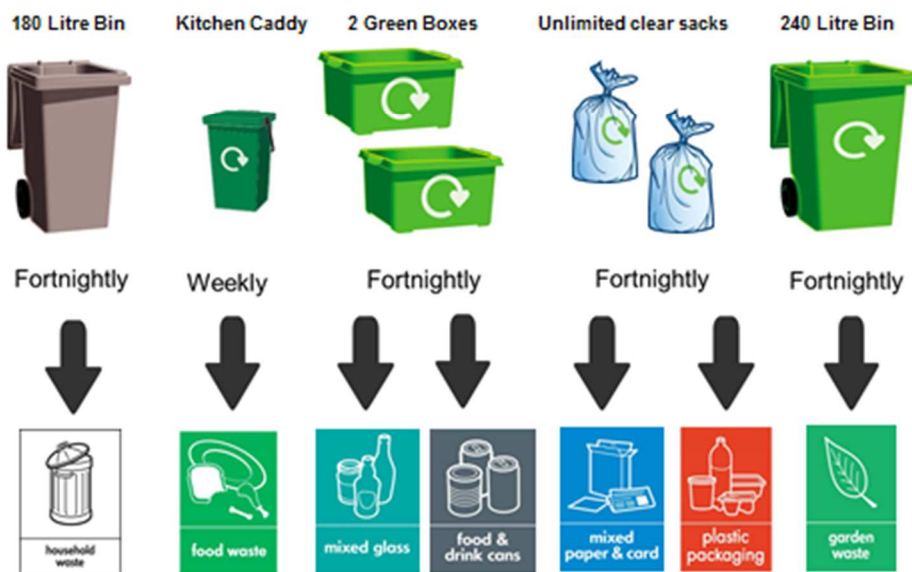 180 Litre Bin
Kitchen Caddy
2 Green Boxes
Unlimited clear sacks
240 Litre Bin
Fortnightly
Weekly
Fortnightly
Fortnightly
Fortnightly
household
waste
food waste
mixed glass
food &
drink cans
mixed
paper & card
plastic
packaging
garden
waste